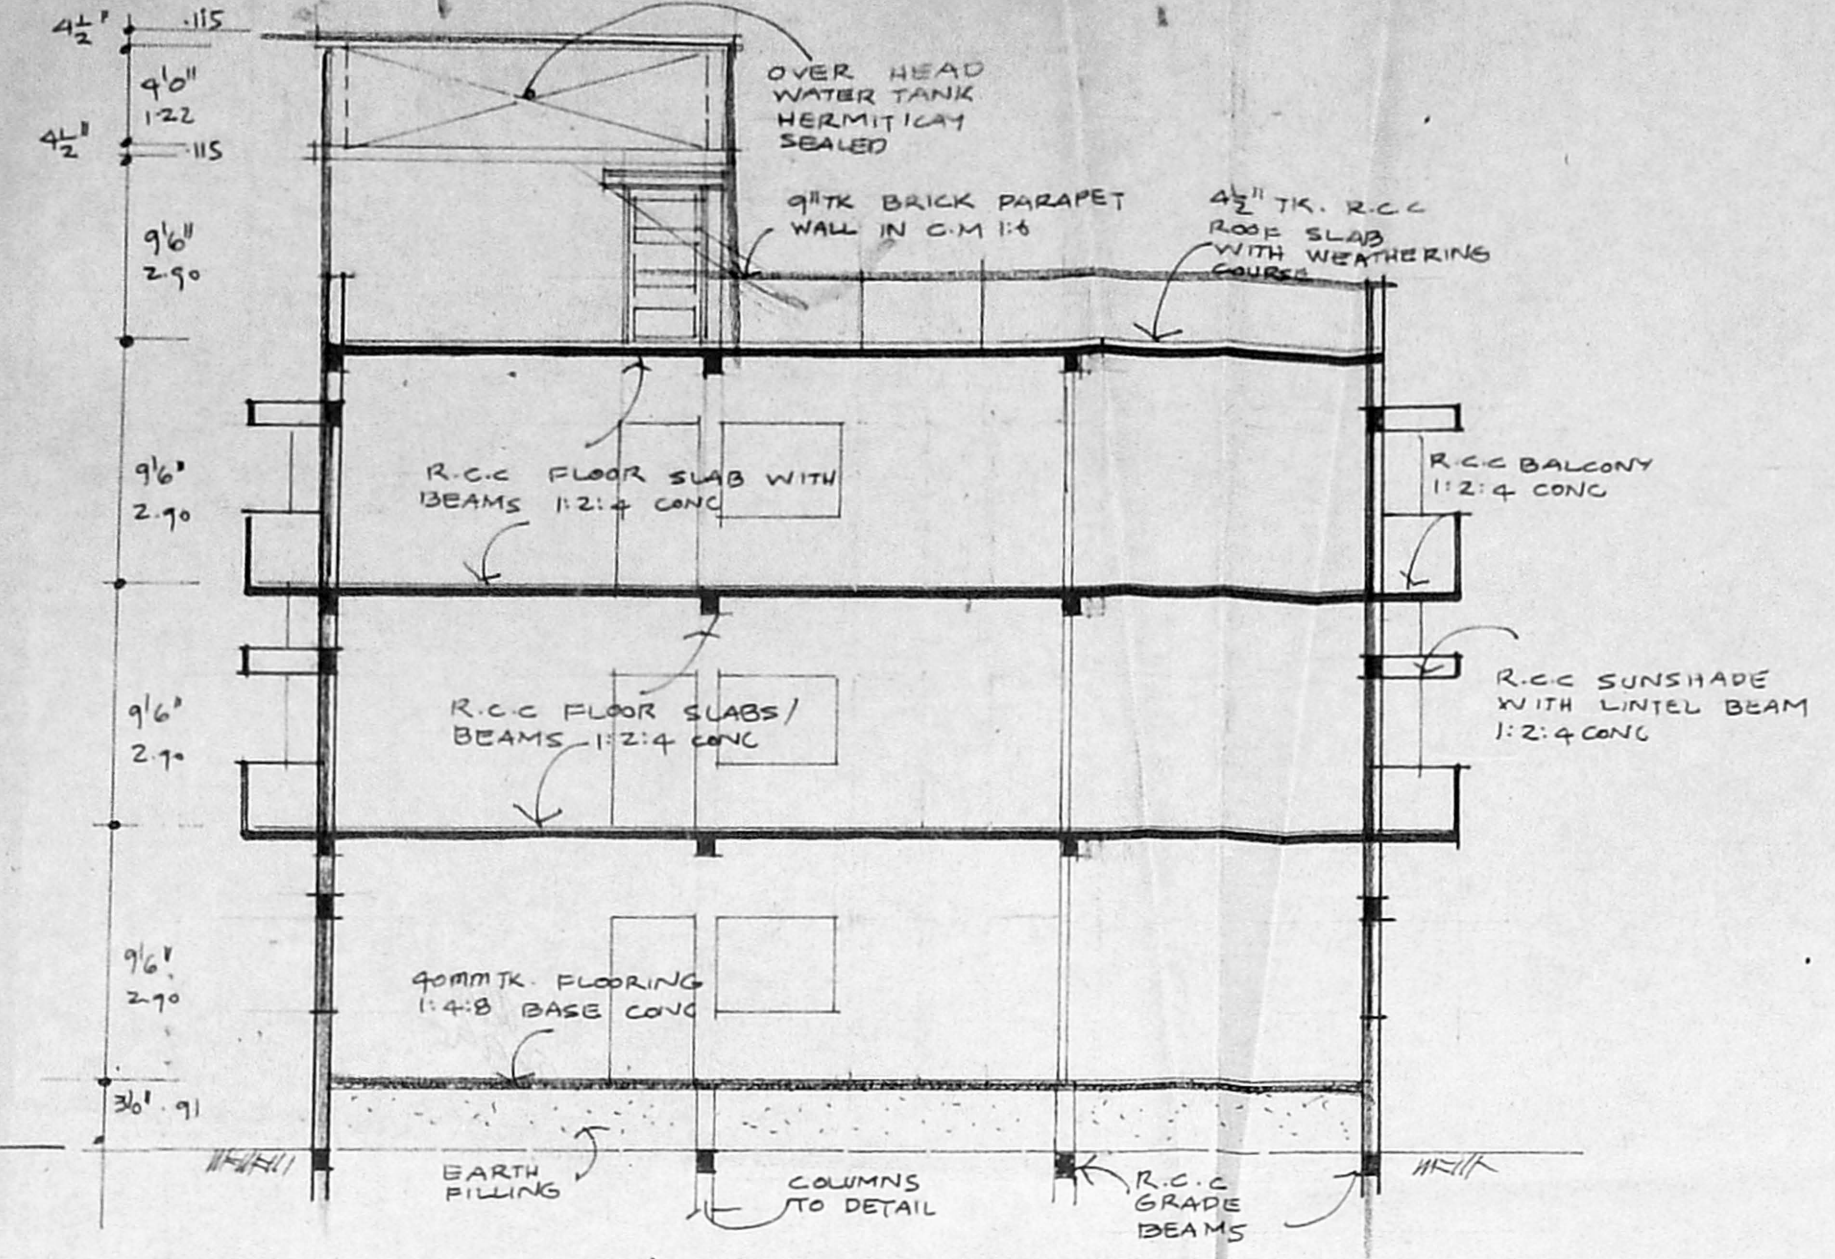 4½" .115
4'0"
1.22
4½" .115
9'6"
2.90
9'6"
2.90
9'6"
2.90
9'6"
2.90
3'0" .91
OVER HEAD
WATER TANK
HERMITICAY
SEALED
9"TK BRICK PARAPET
WALL IN C.M 1:6
4½" TK. R.C.C
ROOF SLAB
WITH WEATHERING
COURSE
R.C.C FLOOR SLAB WITH
BEAMS 1:2:4 CONC
R.C.C BALCONY
1:2:4 CONC
R.C.C FLOOR SLABS/
BEAMS 1:2:4 CONC
R.C.C SUNSHADE
WITH LINTEL BEAM
1:2:4 CONC
40mm TK. FLOORING
1:4:8 BASE CONC
EARTH
FILLING
COLUMNS
TO DETAIL
R.C.C
GRADE
BEAMS